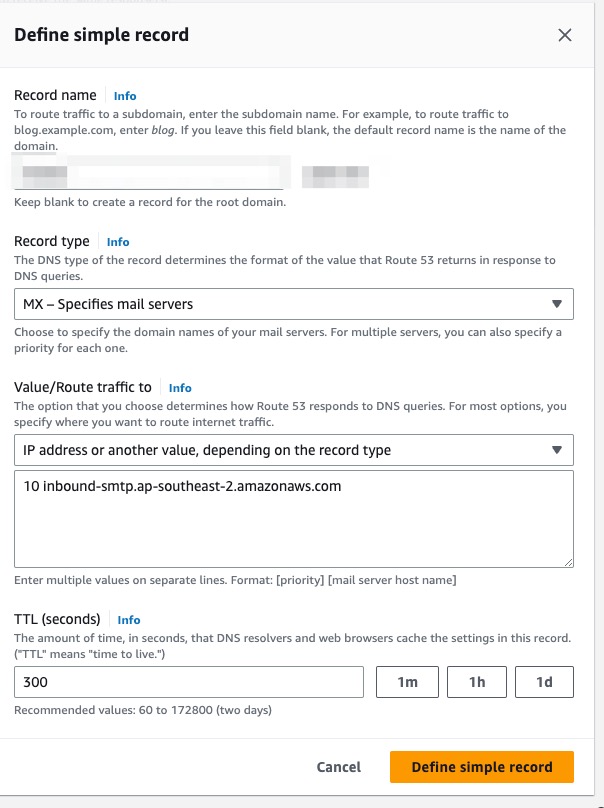 Define simple record
Record name Info
To route traffic to a subdomain, enter the subdomain name. For example, to route traffic to
blog.example.com, enter blog. If you leave this field blank, the default record name is the name of the
domain.
Keep blank to create a record for the root domain.
Record type Info
The DNS type of the record determines the format of the value that Route 53 returns in response to
DNS queries.
MX – Specifies mail servers
Choose to specify the domain names of your mail servers. For multiple servers, you can also specify a
priority for each one.
Value/Route traffic to Info
The option that you choose determines how Route 53 responds to DNS queries. For most options, you
specify where you want to route internet traffic.
IP address or another value, depending on the record type
10 inbound-smtp.ap-southeast-2.amazonaws.com
Enter multiple values on separate lines. Format: [priority] [mail server host name]
TTL (seconds) Info
The amount of time, in seconds, that DNS resolvers and web browsers cache the settings in this record.
("TTL" means "time to live.")
300 1m 1h 1d
Recommended values: 60 to 172800 (two days)
Cancel Define simple record